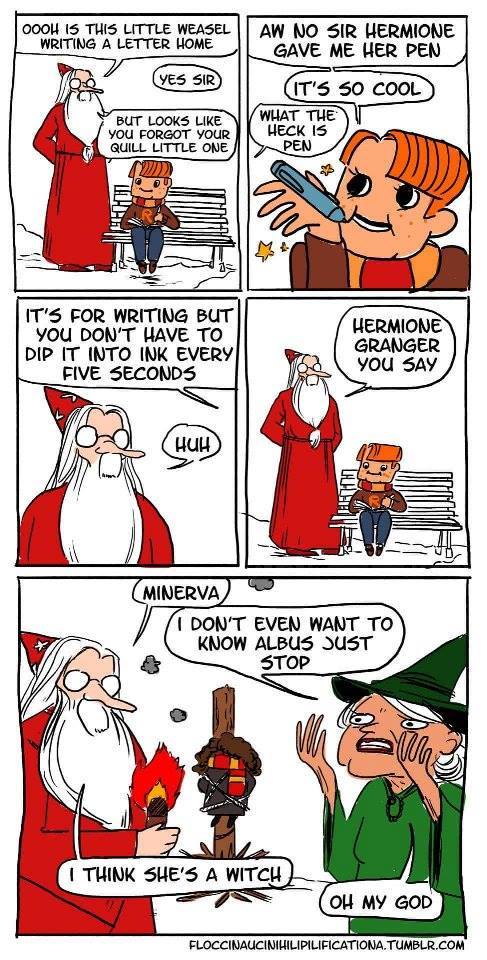 OOOH IS THIS LITTLE WEASEL
WRITING A LETTER HOME
YES SIR
BUT LOOKS LIKE
YOU FORGOT YOUR
QUILL LITTLE ONE
R
AW NO SIR HERMIONE
GAVE ME HER PEN
IT'S SO COOL
WHAT THE
HECK IS
PEN
IT'S FOR WRITING BUT
YOU DON'T HAVE TO
DIP IT INTO INK EVERY
FIVE SECONDS
HUH
HERMIONE
GRANGER
YOU SAY
R
MINERVA
I DON'T EVEN WANT TO
KNOW ALBUS JUST
STOP
I THINK SHE'S A WITCH
OH MY GOD
FLOCCINAUCINIHILIPILIFICATIONA.TUMBLR.COM